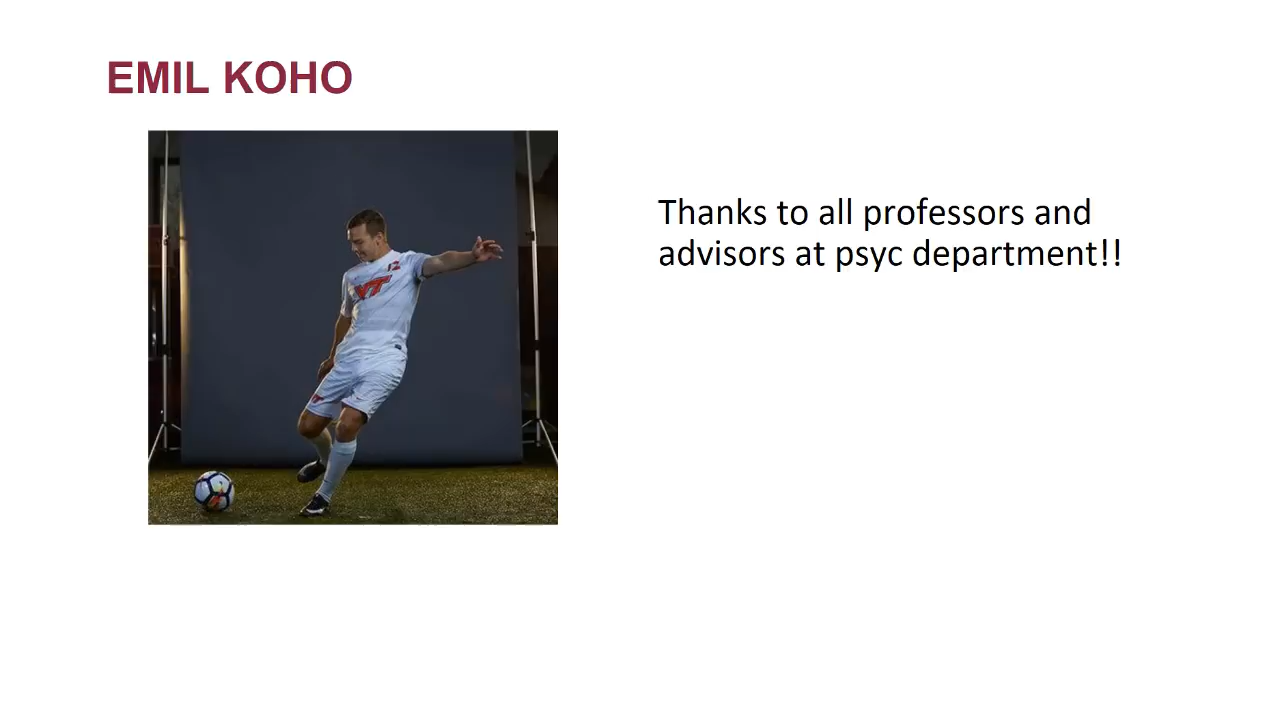 EMIL KOHO
Thanks to all professors and
advisors at psyc department!!
VT